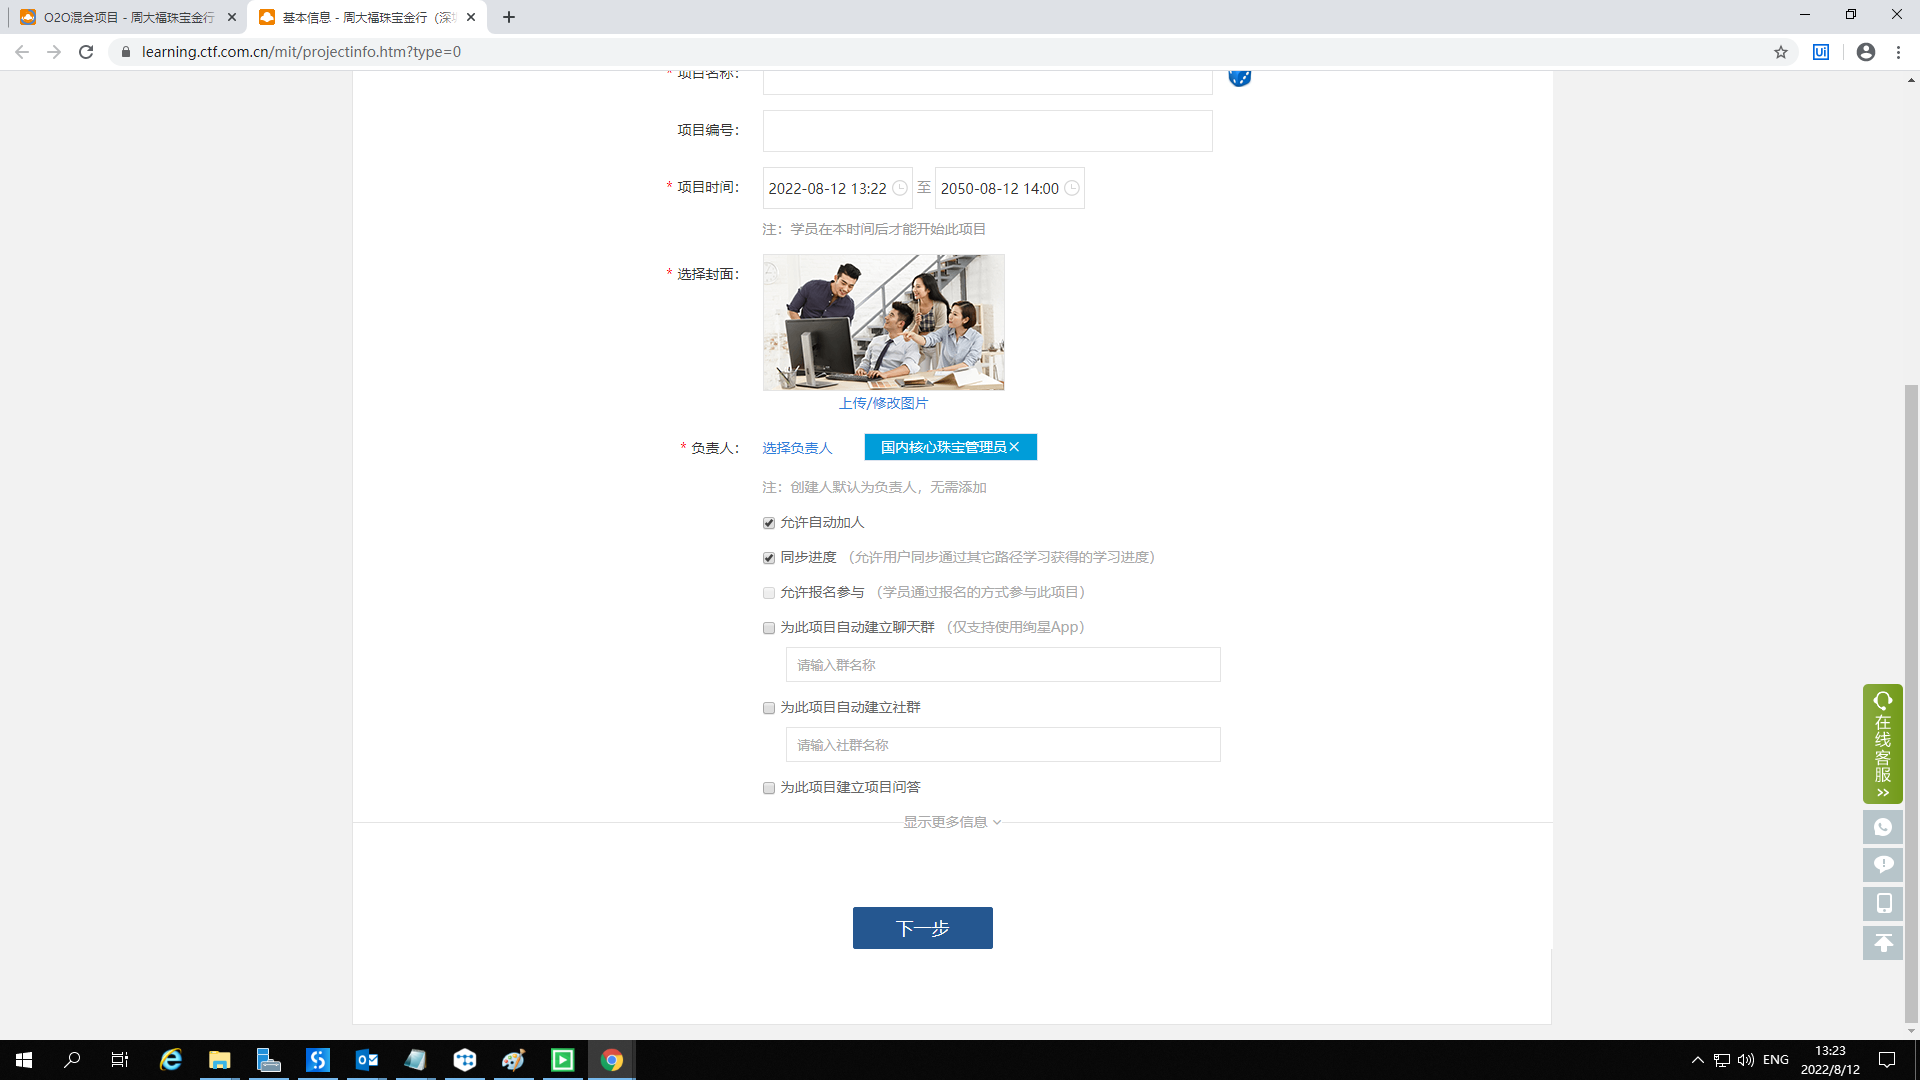 O2O混合项目 - 周大福珠宝金行
基本信息 - 周大福珠宝金行（深圳
learning.ctf.com.cn/mit/projectinfo.htm?type=0
* 项目名称：
项目编号：
* 项目时间： 2022-08-12 13:22 至 2050-08-12 14:00
注：学员在本时间后才能开始此项目
* 选择封面：
上传/修改图片
* 负责人： 选择负责人 国内核心珠宝管理员×
注：创建人默认为负责人，无需添加
允许自动加人
同步进度 （允许用户同步通过其它路径学习获得的学习进度）
允许报名参与 （学员通过报名的方式参与此项目）
为此项目自动建立聊天群 （仅支持使用绚星App）
请输入群名称
为此项目自动建立社群
请输入社群名称
为此项目建立项目问答
显示更多信息
下一步
在线客服
ENG
13:23
2022/8/12